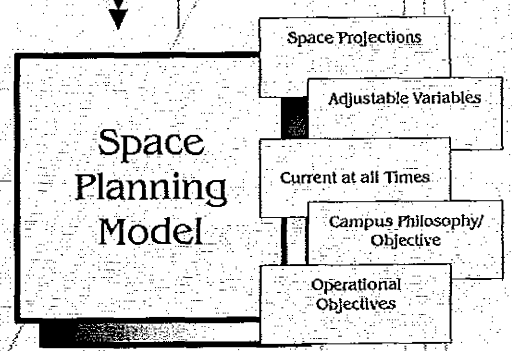 Space
Planning
Model
Space Projections
Adjustable Variables
Current at all Times
Campus Philosophy/
Objective
Operational
Objectives